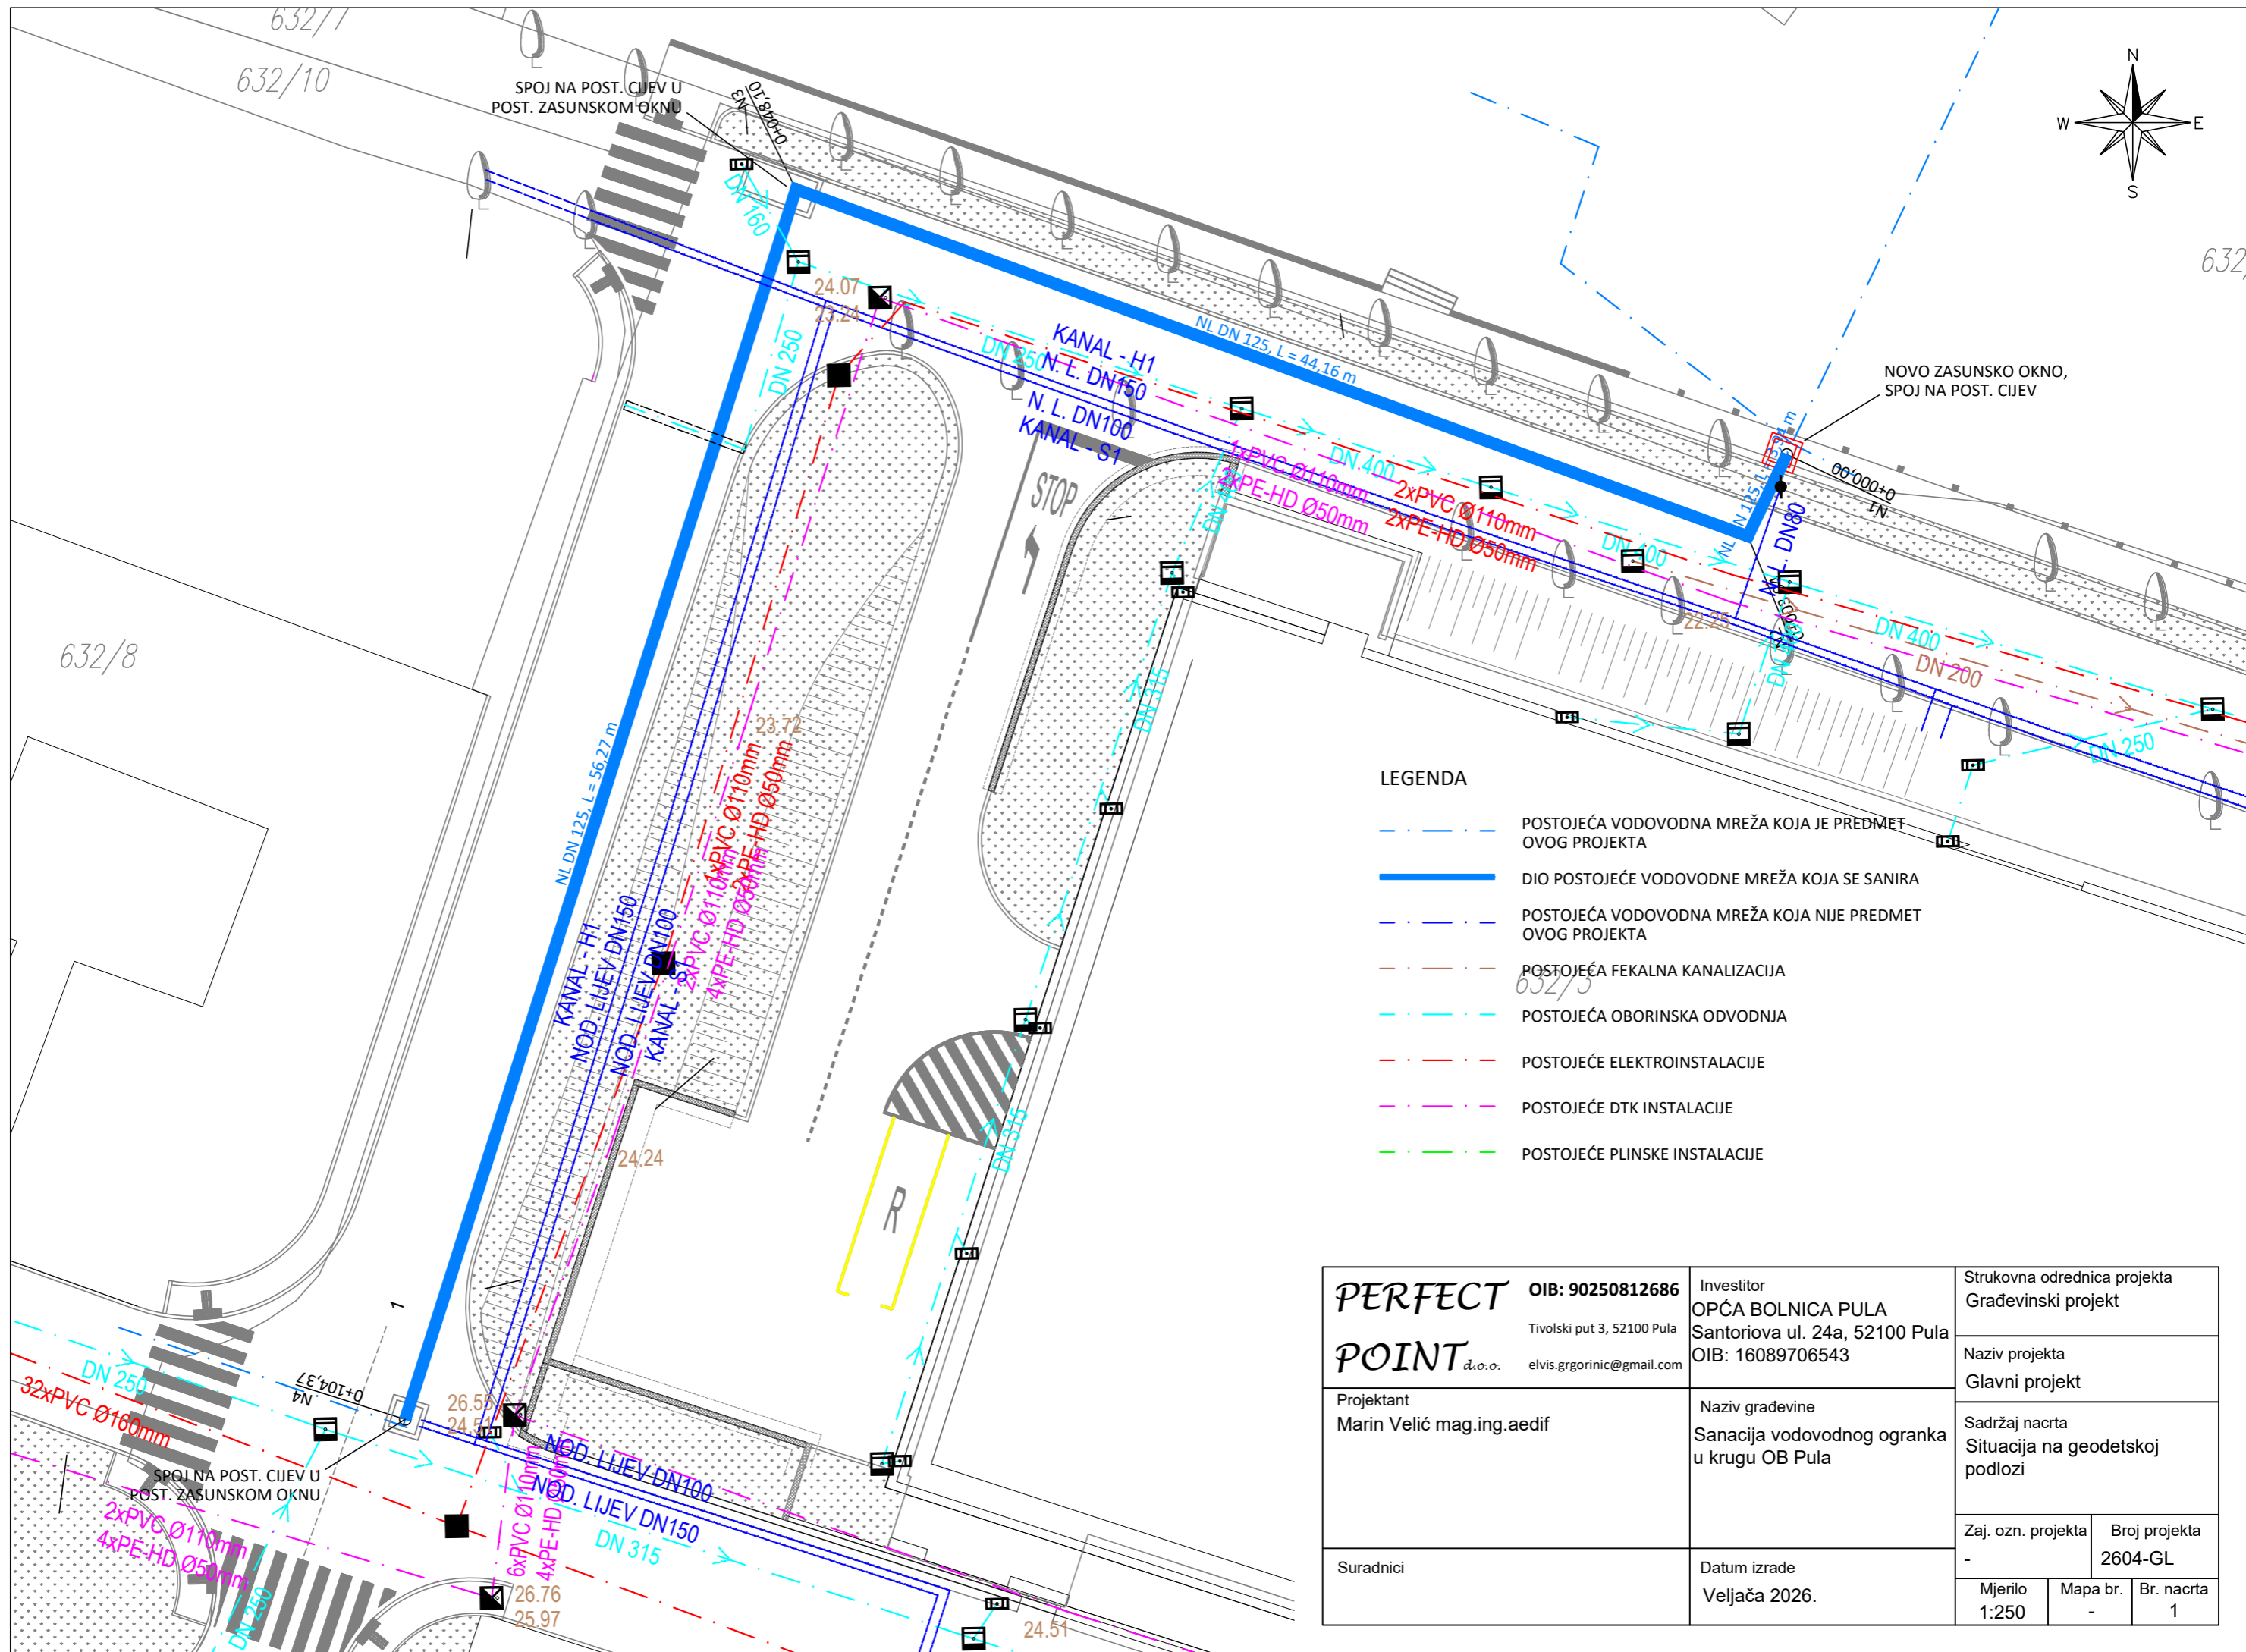 632/7
632/10
SPOJ NA POST. CIJEV U
POST. ZASUNSKOM OKNU
N3
0+048,10
N
W
E
S
632/
DN 160
24.07
23.24
DN 250
DN 250
KANAL - H1
N. L. DN150
N. L. DN100
KANAL - S1
NL DN 125, L = 44,16 m
NOVO ZASUNSKO OKNO,
SPOJ NA POST. CIJEV
0+000,00
N1
STOP
1xPVC Ø110mm
2xPE-HD Ø50mm
DN 400
2xPVC Ø110mm
2xPE-HD Ø50mm
DN 400
N. L. DN80
22.25
DN 400
DN 200
DN 250
632/8
DN 315
23.72
NL DN 125, L = 56,27 m
1xPVC Ø110mm
2xPE-HD Ø50mm
2xPVC Ø110mm
4xPE-HD Ø50mm
KANAL - H1
NOD. LIJEV DN150
NOD. LIJEV DN100
KANAL - S1
LEGENDA
POSTOJEĆA VODOVODNA MREŽA KOJA JE PREDMET
OVOG PROJEKTA
DIO POSTOJEĆE VODOVODNE MREŽA KOJA SE SANIRA
POSTOJEĆA VODOVODNA MREŽA KOJA NIJE PREDMET
OVOG PROJEKTA
POSTOJEĆA FEKALNA KANALIZACIJA
632/5
POSTOJEĆA OBORINSKA ODVODNJA
POSTOJEĆE ELEKTROINSTALACIJE
POSTOJEĆE DTK INSTALACIJE
POSTOJEĆE PLINSKE INSTALACIJE
24.24
DN 315
R
1
DN 250
32xPVC Ø160mm
0+104,37
N4
26.55
24.51
SPOJ NA POST. CIJEV U
POST. ZASUNSKOM OKNU
2xPVC Ø110mm
4xPE-HD Ø50mm
DN 250
NOD. LIJEV DN100
NOD. LIJEV DN150
DN 315
6xPVC Ø110mm
4xPE-HD Ø50mm
26.76
25.97
24.51
PERFECT
POINT d.o.o.
OIB: 90250812686
Tivolski put 3, 52100 Pula
elvis.grgorinic@gmail.com
Investitor
OPĆA BOLNICA PULA
Santoriova ul. 24a, 52100 Pula
OIB: 16089706543
Strukovna odrednica projekta
Građevinski projekt
Naziv projekta
Glavni projekt
Projektant
Marin Velić mag.ing.aedif
Naziv građevine
Sanacija vodovodnog ogranka
u krugu OB Pula
Sadržaj nacrta
Situacija na geodetskoj
podlozi
Zaj. ozn. projekta
-
Broj projekta
2604-GL
Suradnici
Datum izrade
Veljača 2026.
Mjerilo
1:250
Mapa br.
-
Br. nacrta
1